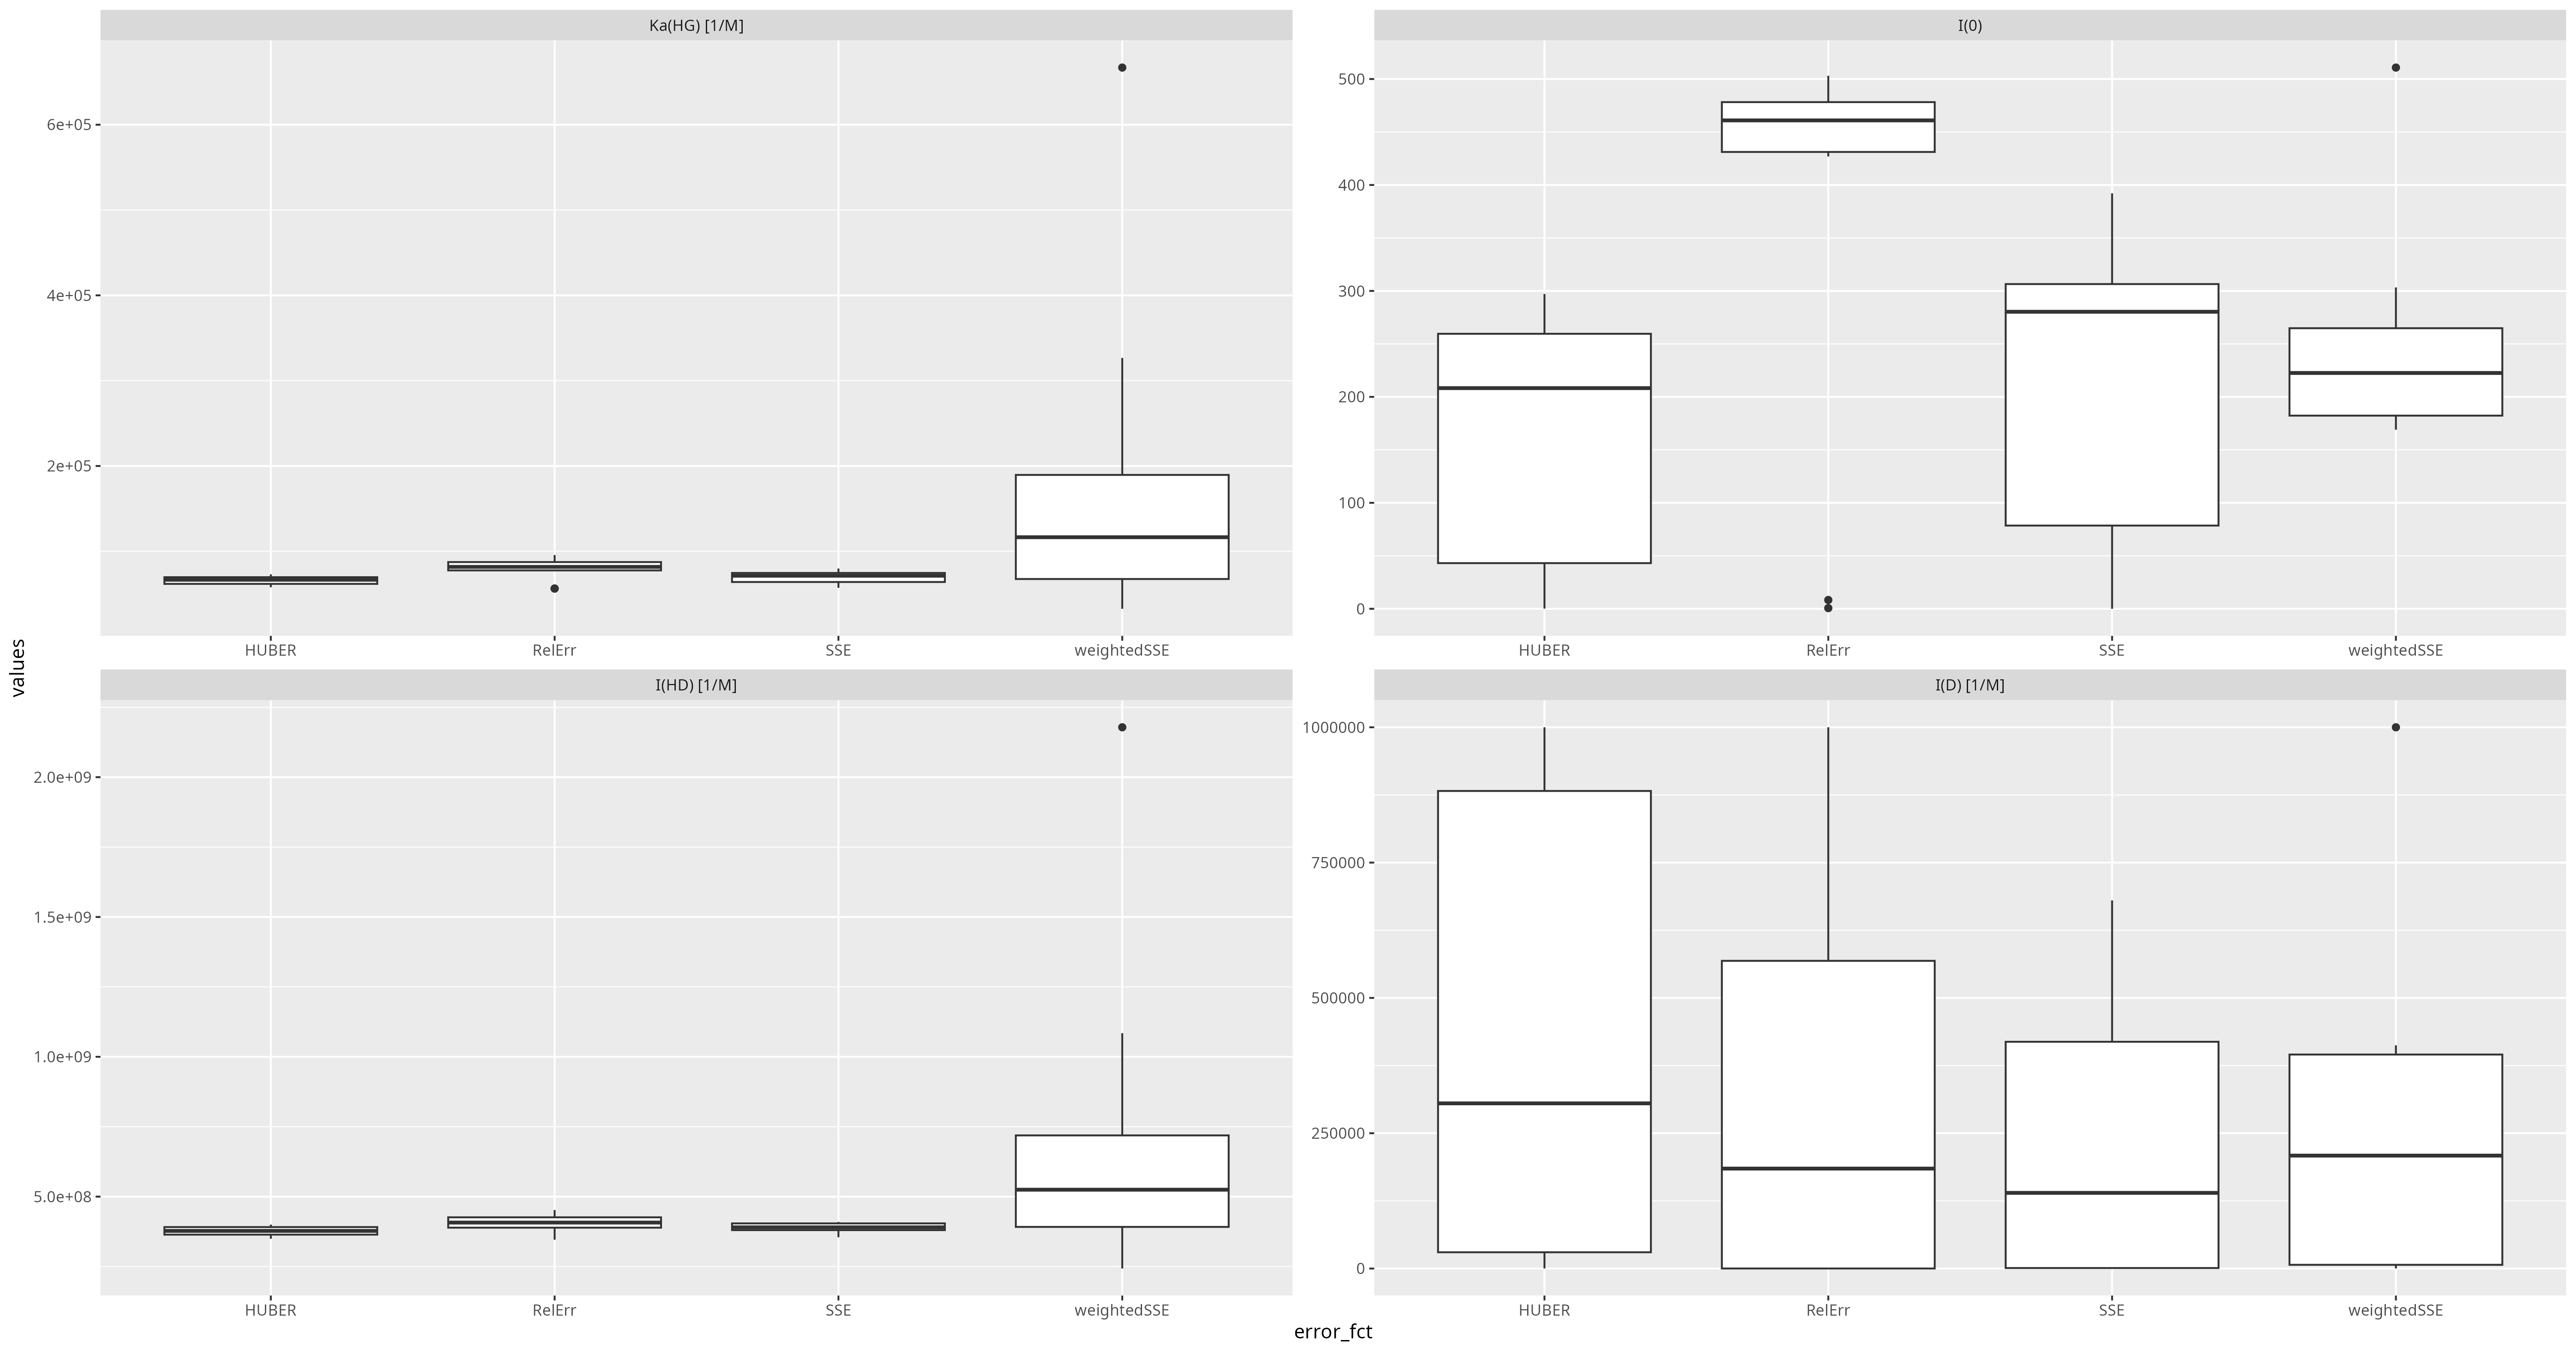 Ka(HG) [1/M]
I(0)
6e+05
4e+05
2e+05
HUBER RelErr SSE weightedSSE
500
400
300
200
100
0
HUBER RelErr SSE weightedSSE
values
I(HD) [1/M]
I(D) [1/M]
2.0e+09
1.5e+09
1.0e+09
5.0e+08
HUBER RelErr SSE weightedSSE
1000000
750000
500000
250000
0
HUBER RelErr SSE weightedSSE
error_fct